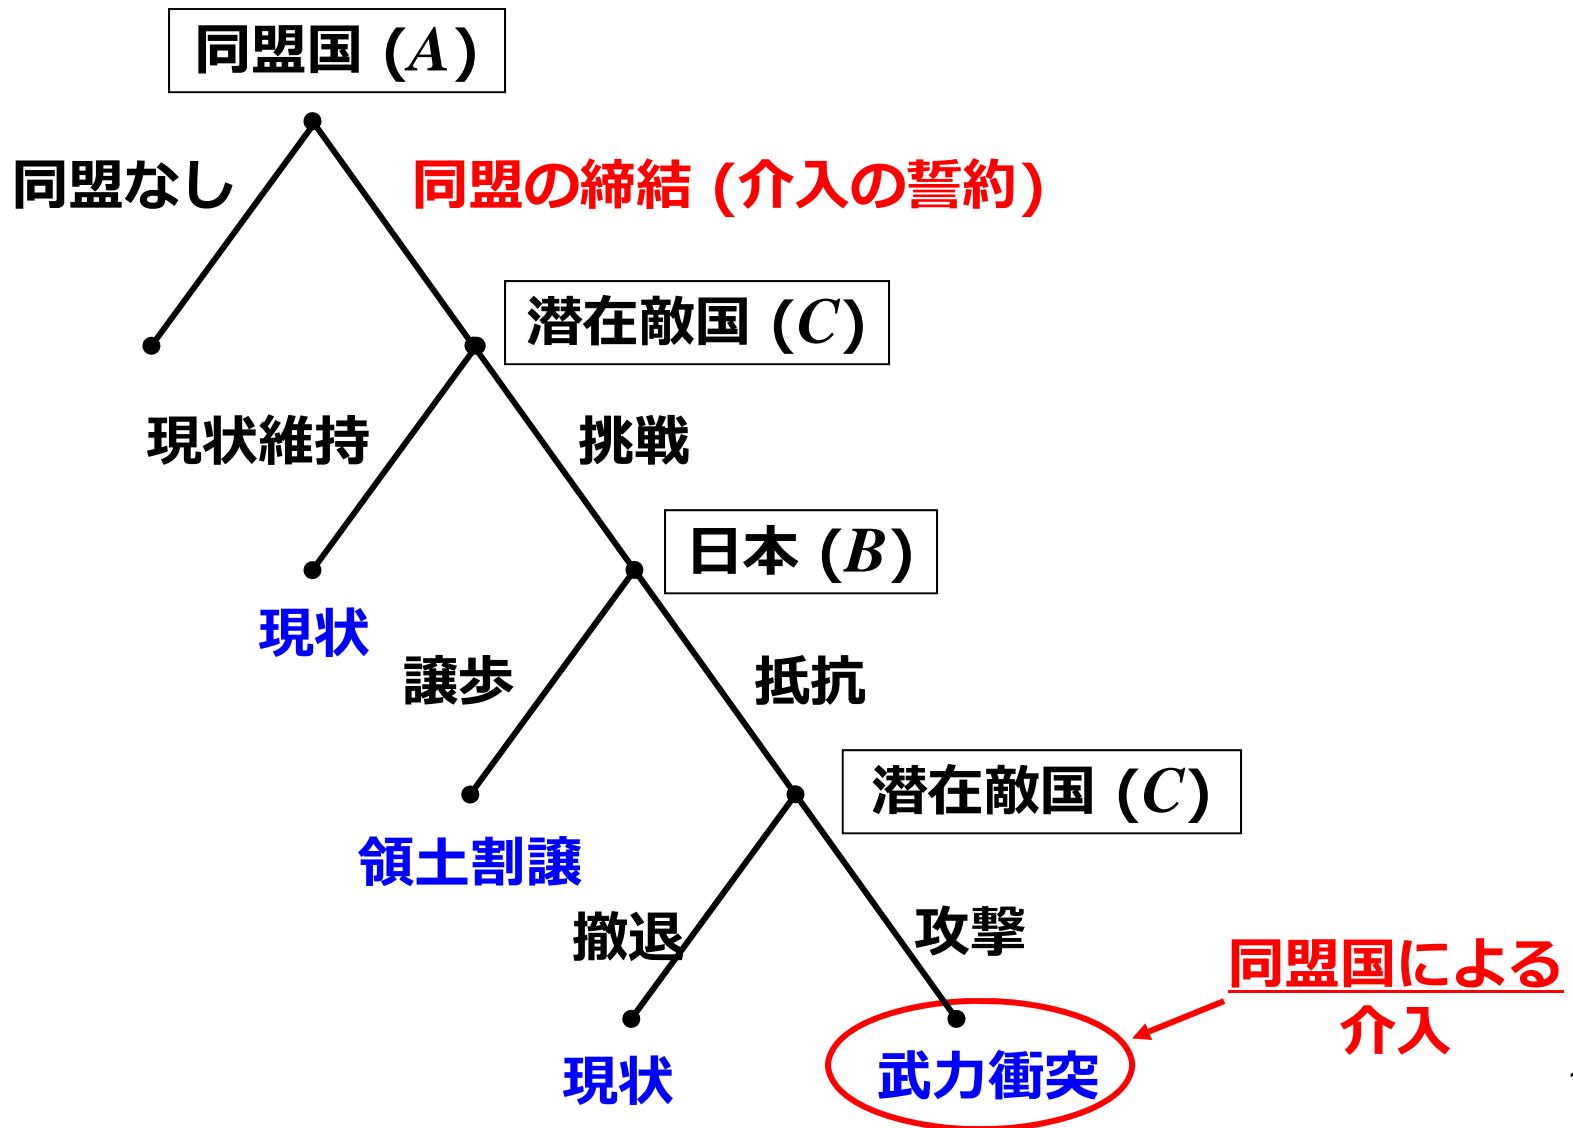 同盟国 (A)
同盟なし
同盟の締結 (介入の誓約)
潜在敵国 (C)
現状維持
挑戦
日本 (B)
現状
譲歩
抵抗
潜在敵国 (C)
領土割譲
撤退
攻撃
同盟国による
介入
現状
武力衝突